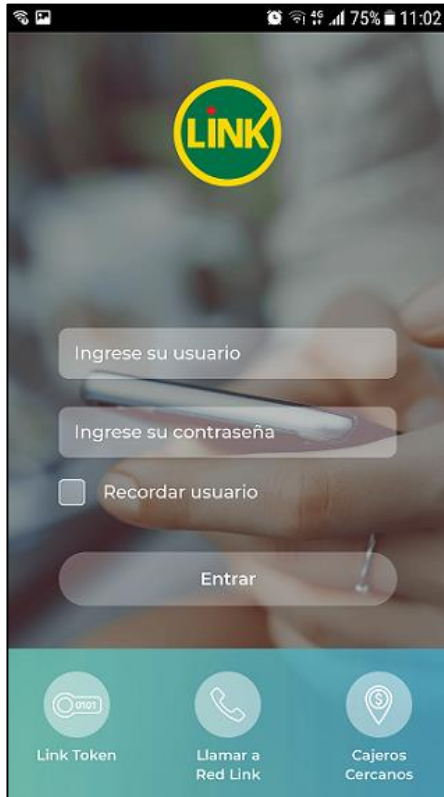 4G 75% 11:02
LiNK
Ingrese su usuario
Ingrese su contraseña
Recordar usuario
Entrar
0101
Link Token
Llamar a
Red Link
Cajeros
Cercanos